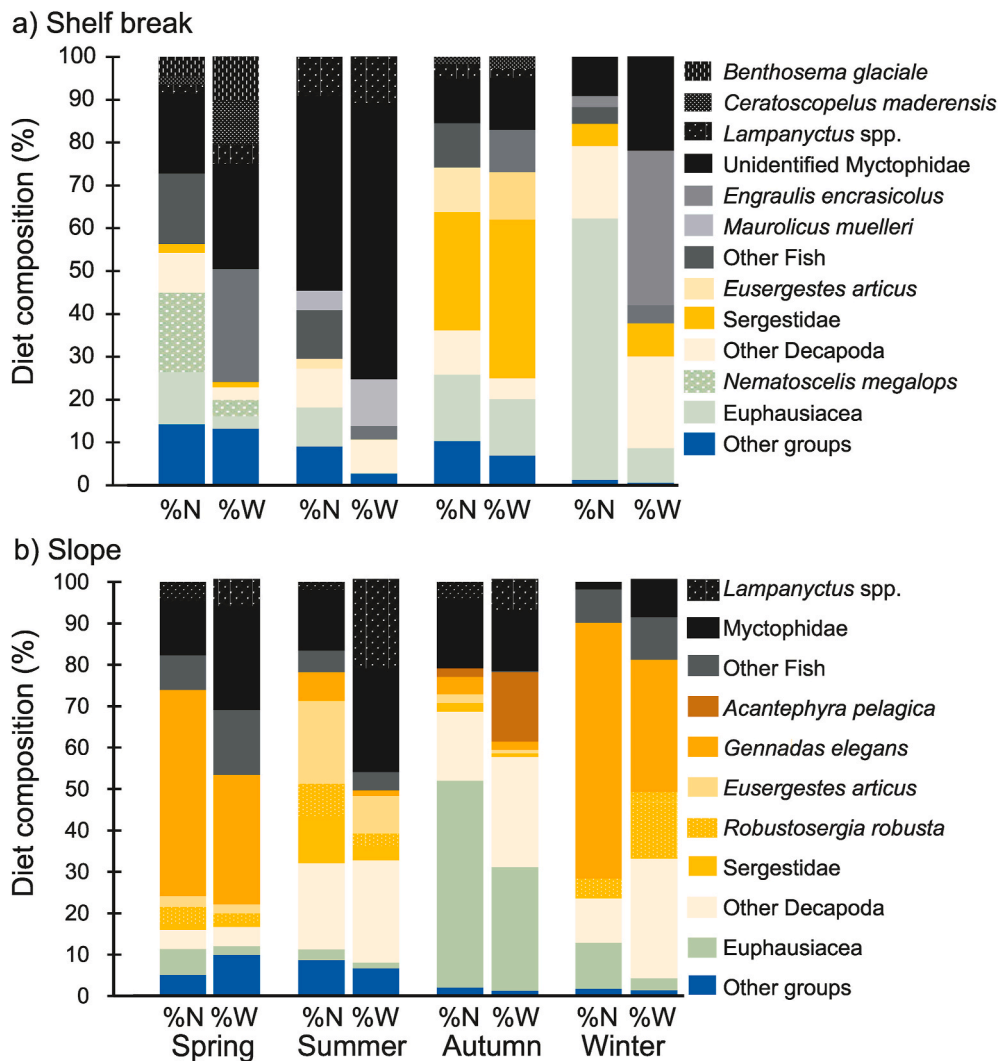 a) Shelf break
Diet composition (%)
100
90
80
70
60
50
40
30
20
10
0
%N %W %N %W %N %W %N %W
Benthosema glaciale
Ceratoscopelus maderensis
Lampanyctus spp.
Unidentified Myctophidae
Engraulis encrasicolus
Maurolicus muelleri
Other Fish
Eusergestes articus
Sergestidae
Other Decapoda
Nematoscelis megalops
Euphausiacea
Other groups
b) Slope
Diet composition (%)
100
90
80
70
60
50
40
30
20
10
0
%N %W %N %W %N %W %N %W
Spring Summer Autumn Winter
Lampanyctus spp.
Myctophidae
Other Fish
Acantephyra pelagica
Gennadas elegans
Eusergestes articus
Robustosergia robusta
Sergestidae
Other Decapoda
Euphausiacea
Other groups